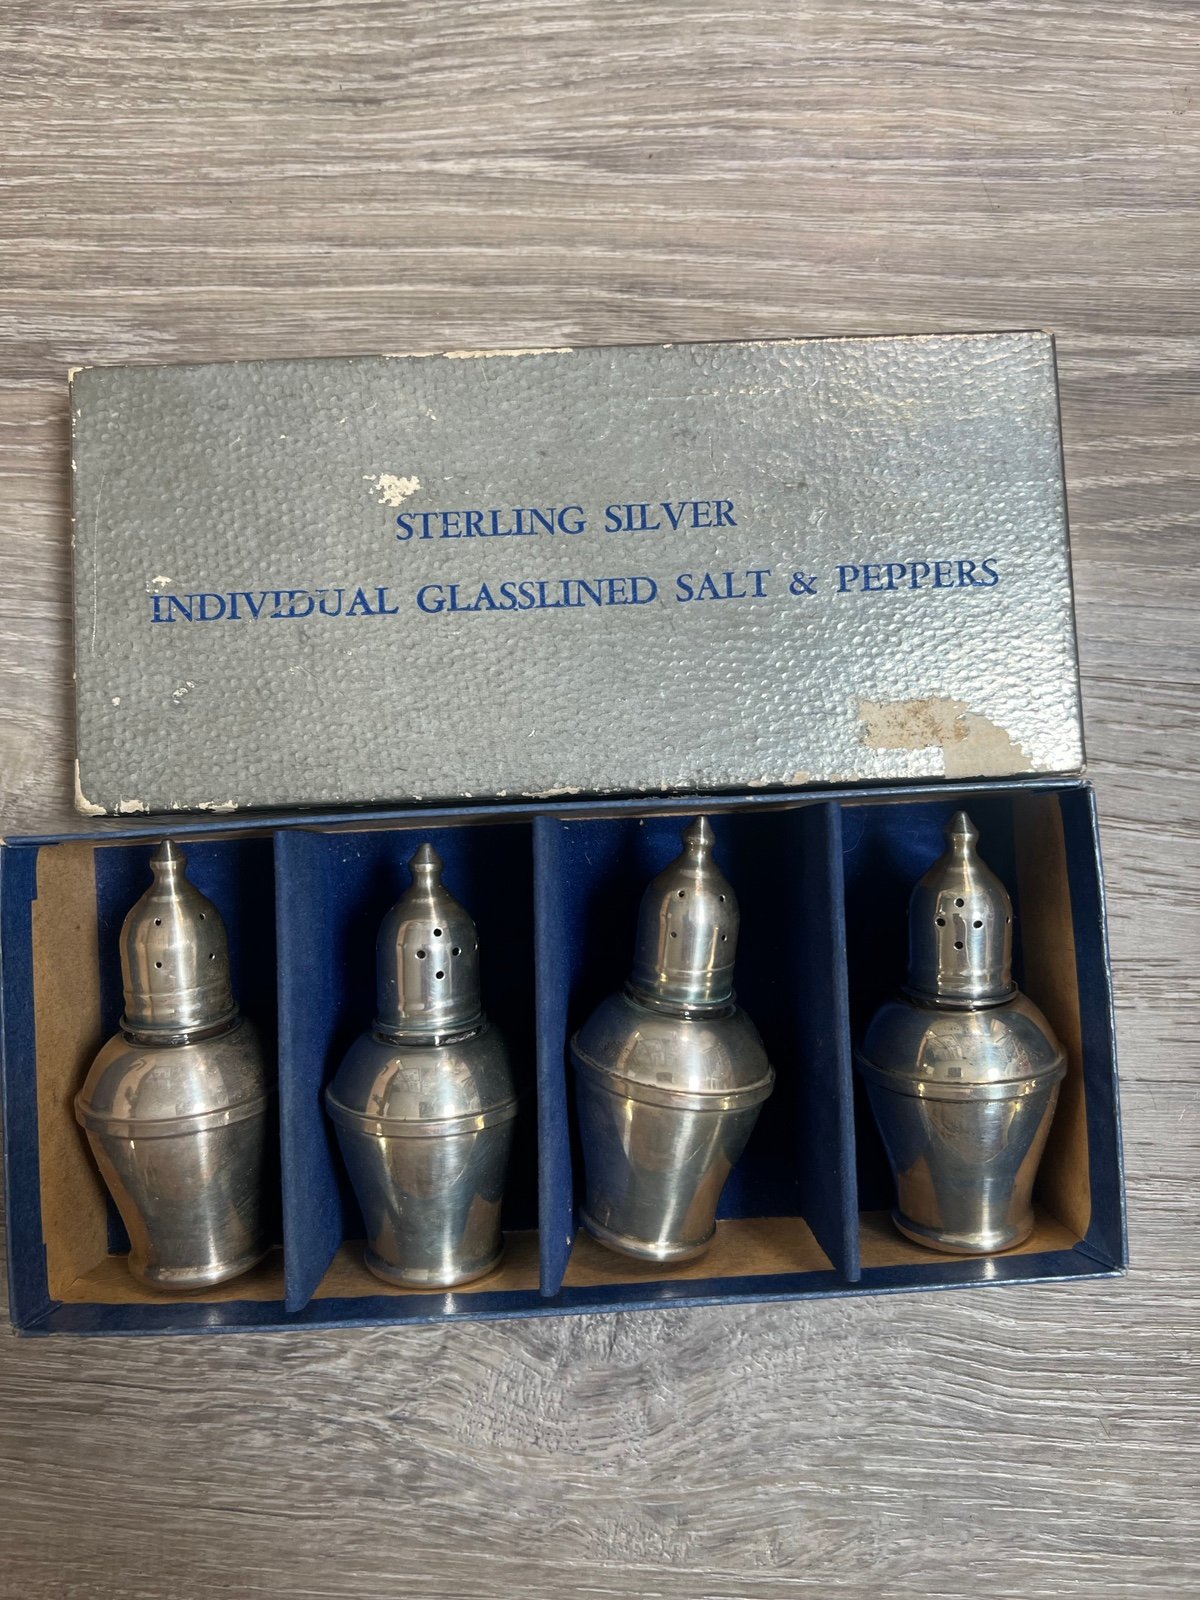 STERLING SILVER
INDIVIDUAL GLASSLINED SALT & PEPPERS